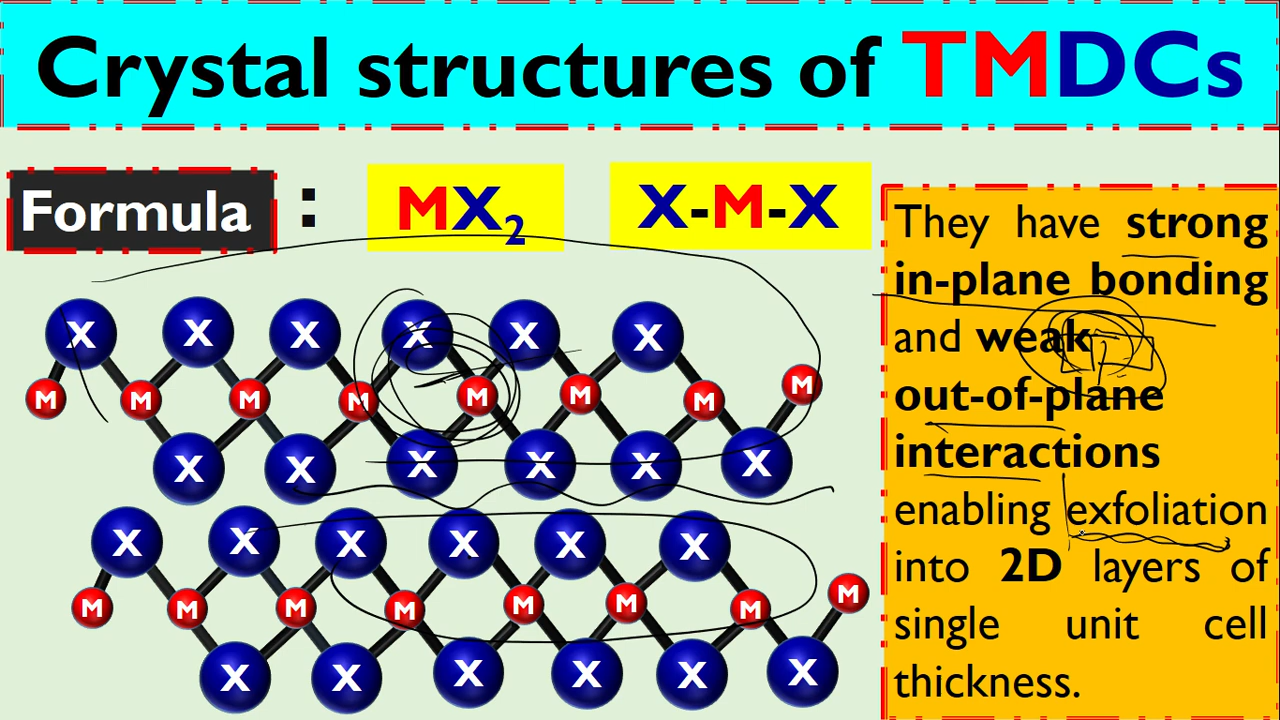 Crystal structures of TMDCs
Formula : MX₂ X-M-X
They have strong
in-plane bonding
and weak
out-of-plane
interactions
enabling exfoliation
into 2D layers of
single unit cell
thickness.
X X X X X X
M M M M M M M M
X X X X X X
X X X X X X
M M M M M M M M
X X X X X X